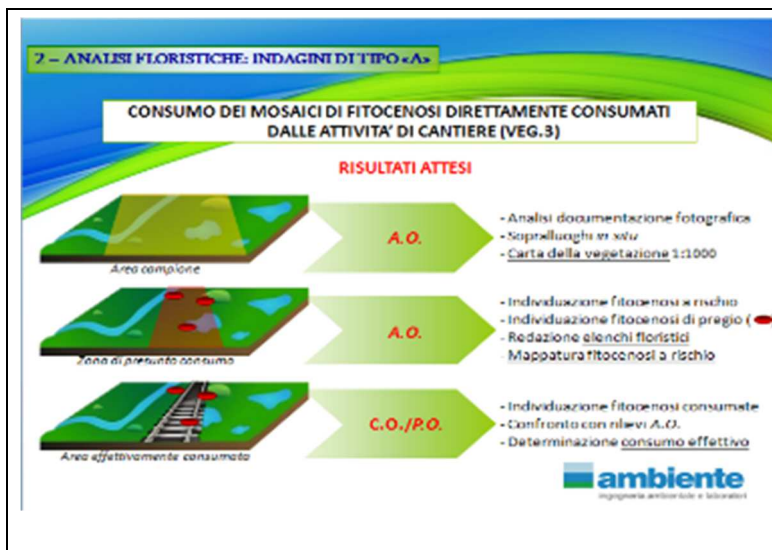 2 – ANALISI FLORISTICHE: INDAGINI DI TIPO «A»
CONSUMO DEI MOSAICI DI FITOCENOSI DIRETTAMENTE CONSUMATI
DALLE ATTIVITA' DI CANTIERE (VEG.3)
RISULTATI ATTESI
Area campione
A.O.
- Analisi documentazione fotografica
- Sopralluoghi in situ
- Carta della vegetazione 1:1000
Zona di presunto consumo
A.O.
- Individuazione fitocenosi a rischio
- Individuazione fitocenosi di pregio (
- Redazione elenchi floristici
- Mappatura fitocenosi a rischio
Area effettivamente consumata
C.O./P.O.
- Individuazione fitocenosi consumate
- Confronto con rilievi A.O.
- Determinazione consumo effettivo
ambiente
ingegneria ambientale e laboratori